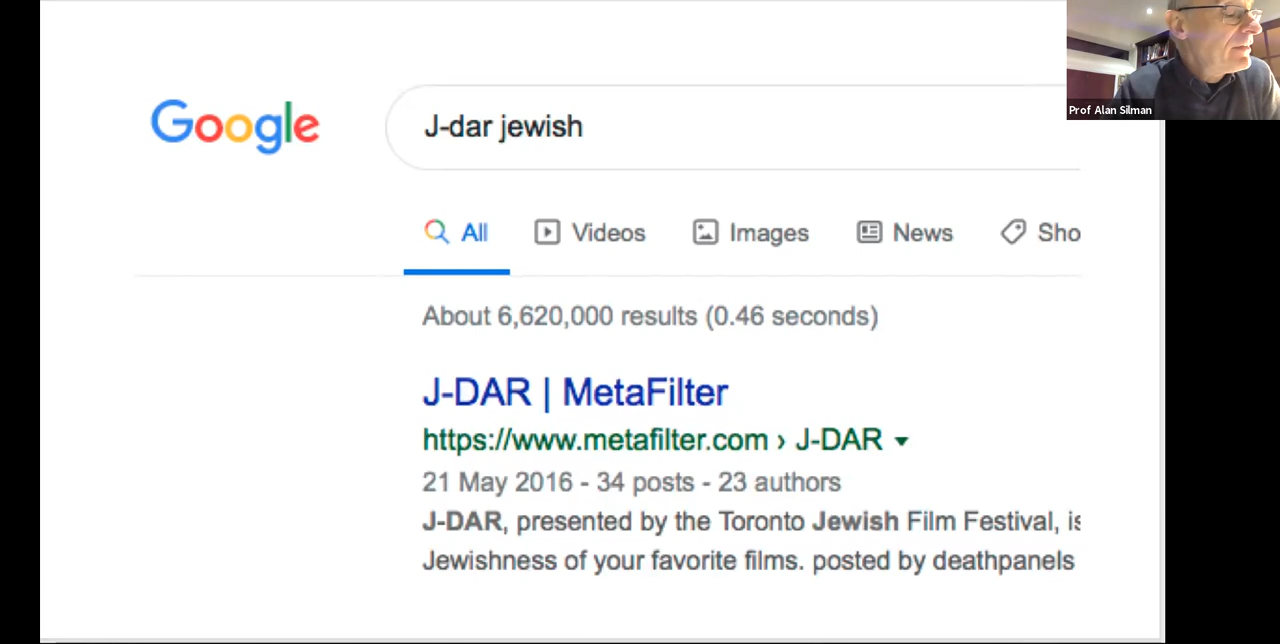 Google
J-dar jewish
All Videos Images News Sho
About 6,620,000 results (0.46 seconds)
J-DAR | MetaFilter
https://www.metafilter.com › J-DAR
21 May 2016 - 34 posts - 23 authors
J-DAR, presented by the Toronto Jewish Film Festival, is
Jewishness of your favorite films. posted by deathpanels
Prof Alan Silman